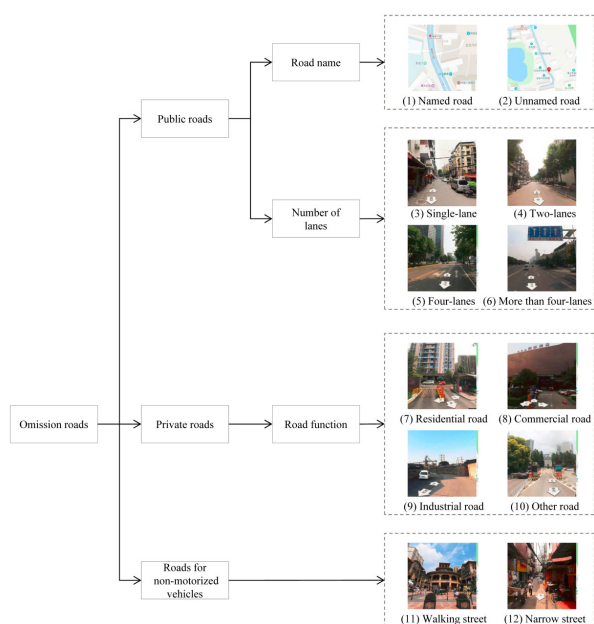 Road name
(1) Named road
(2) Unnamed road
Public roads
Number of
lanes
(3) Single-lane
(4) Two-lanes
(5) Four-lanes
(6) More than four-lanes
Omission roads
Private roads
Road function
(7) Residential road
(8) Commercial road
(9) Industrial road
(10) Other road
Roads for
non-motorized
vehicles
(11) Walking street
(12) Narrow street